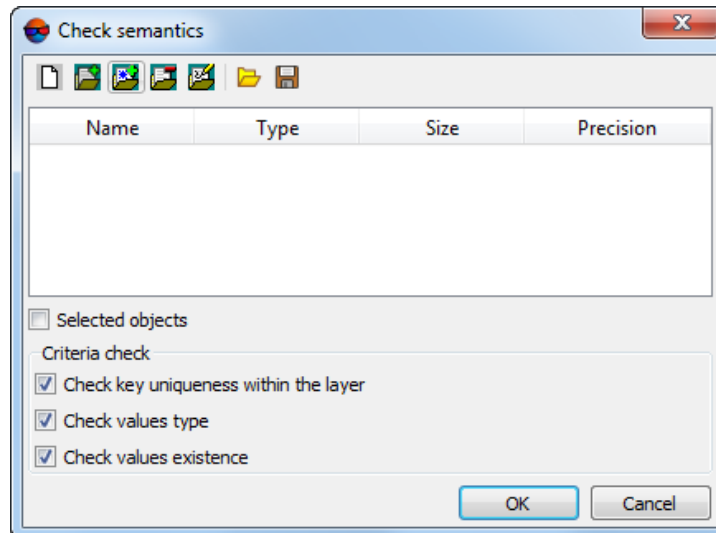 Check semantics
Name Type Size Precision
Selected objects
Criteria check
Check key uniqueness within the layer
Check values type
Check values existence
OK Cancel